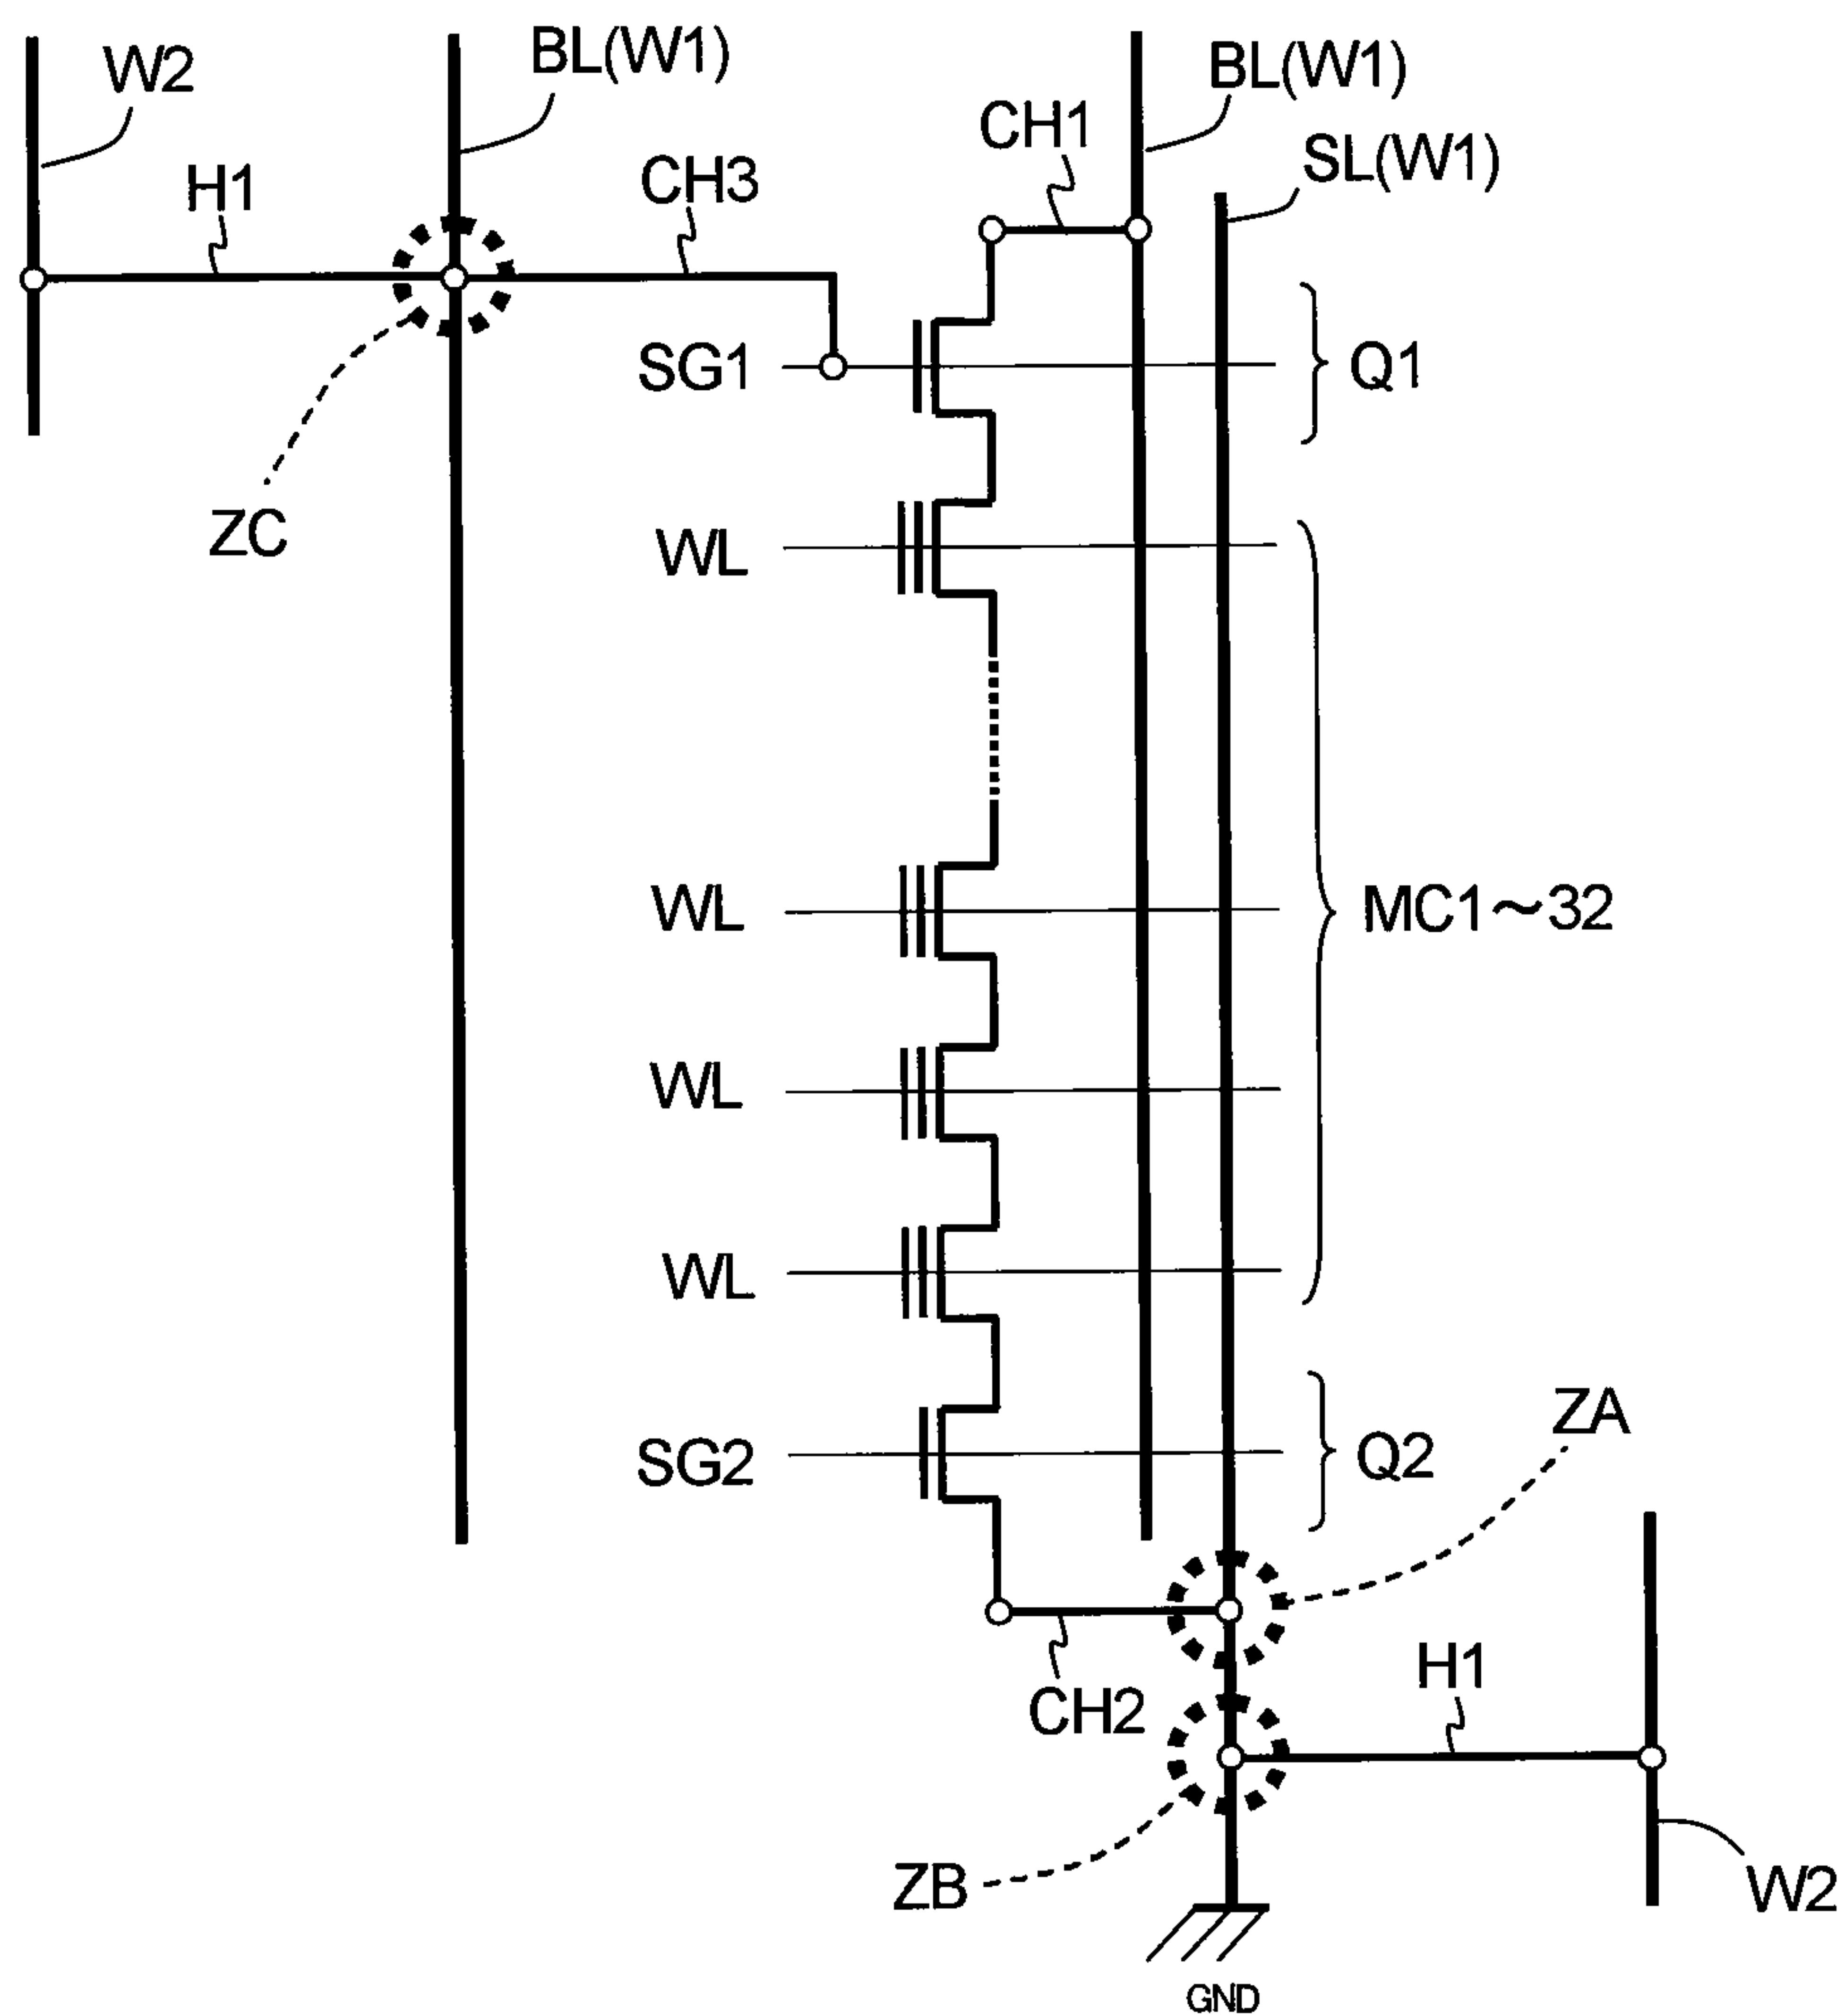 W2
BL(W1)
BL(W1)
CH1
SL(W1)
H1
CH3
SG1
Q1
ZC
WL
WL
MC1～32
WL
WL
ZA
SG2
Q2
H1
CH2
ZB
W2
GND